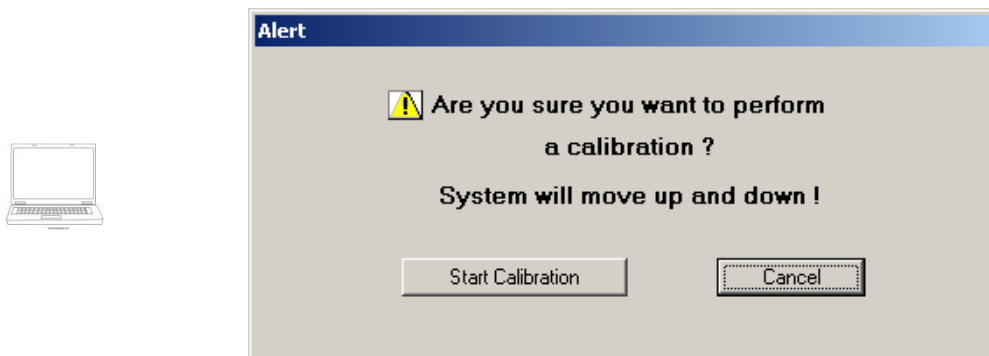 Alert
Are you sure you want to perform
a calibration ?
System will move up and down !
Start Calibration
Cancel